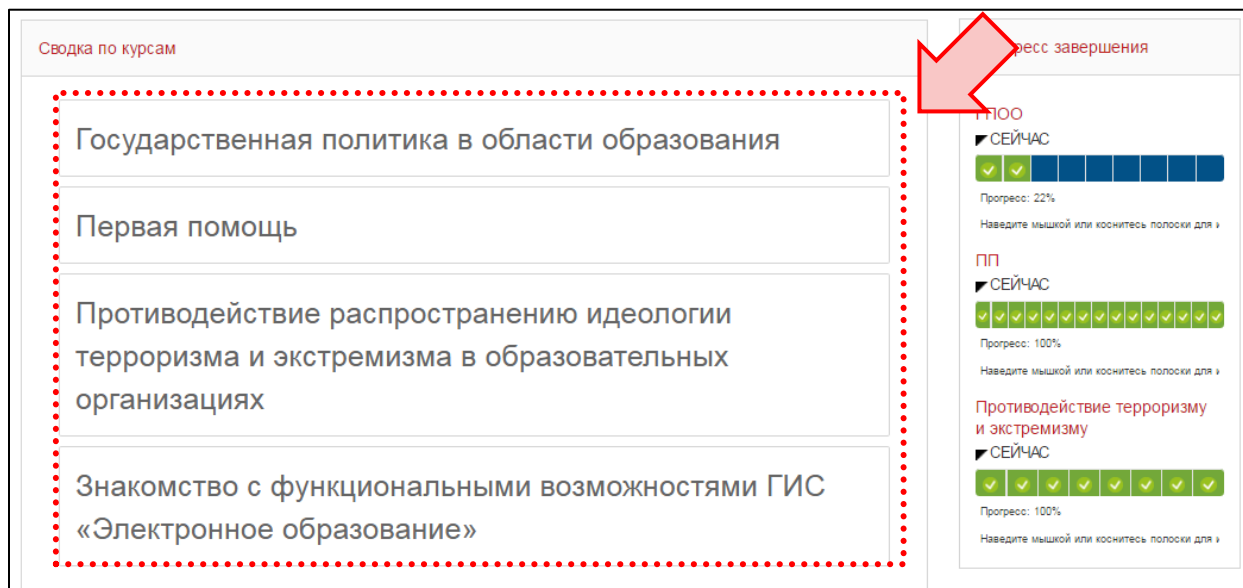 Сводка по курсам
Государственная политика в области образования
Первая помощь
Противодействие распространению идеологии
терроризма и экстремизма в образовательных
организациях
Знакомство с функциональными возможностями ГИС
«Электронное образование»
завершения
ГПОО
СЕЙЧАС
Прогресс: 22%
Наведите мышкой или коснитесь полоски для
ПП
СЕЙЧАС
Прогресс: 100%
Наведите мышкой или коснитесь полоски для
Противодействие терроризму
и экстремизму
СЕЙЧАС
Прогресс: 100%
Наведите мышкой или коснитесь полоски для